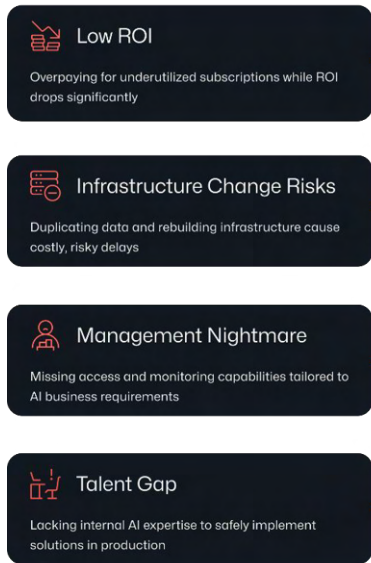 Low ROI
Overpaying for underutilized subscriptions while ROI
drops significantly
Infrastructure Change Risks
Duplicating data and rebuilding infrastructure cause
costly, risky delays
Management Nightmare
Missing access and monitoring capabilities tailored to
AI business requirements
Talent Gap
Lacking internal AI expertise to safely implement
solutions in production